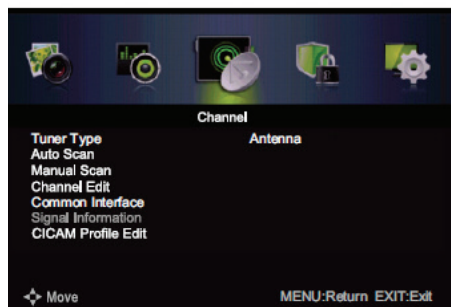 Channel
Tuner Type Antenna
Auto Scan
Manual Scan
Channel Edit
Common Interface
Signal Information
CICAM Profile Edit
Move MENU:Return EXIT:Exit